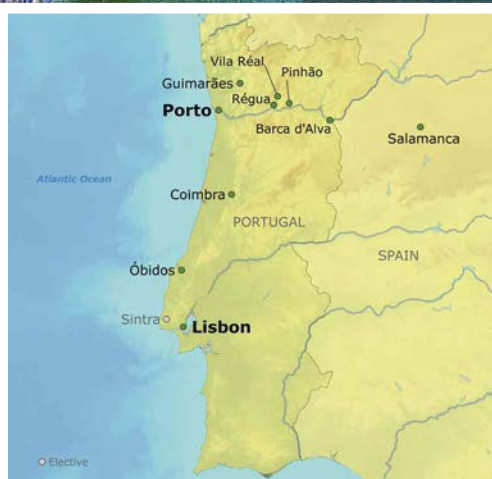 Vila Réal
Pinhão
Guimarães
Régua
Porto
Barca d'Alva
Salamanca
Atlantic Ocean
Coimbra
PORTUGAL
SPAIN
Óbidos
Sintra
Lisbon
Elective